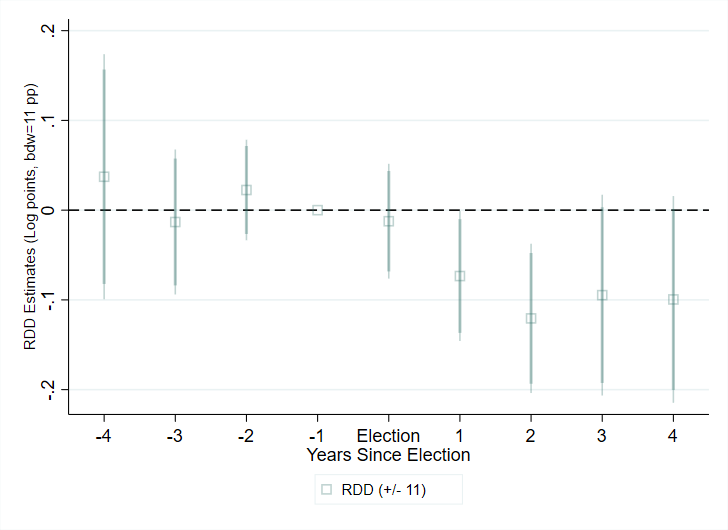 RDD Estimates (Log points, bdw=11 pp)
.2
.1
0
-.1
-.2
-4 -3 -2 -1 Election 1 2 3 4
Years Since Election
RDD (+/- 11)